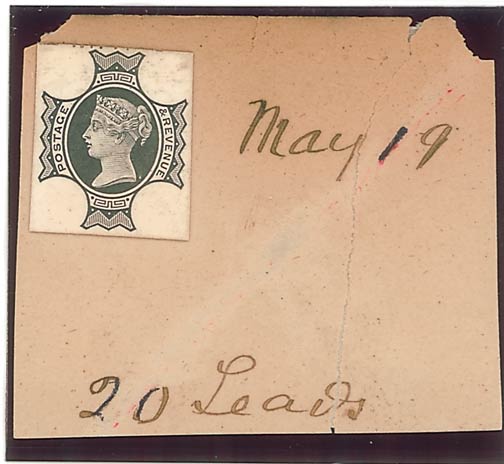 POSTAGE & REVENUE
May 19
20 Leads